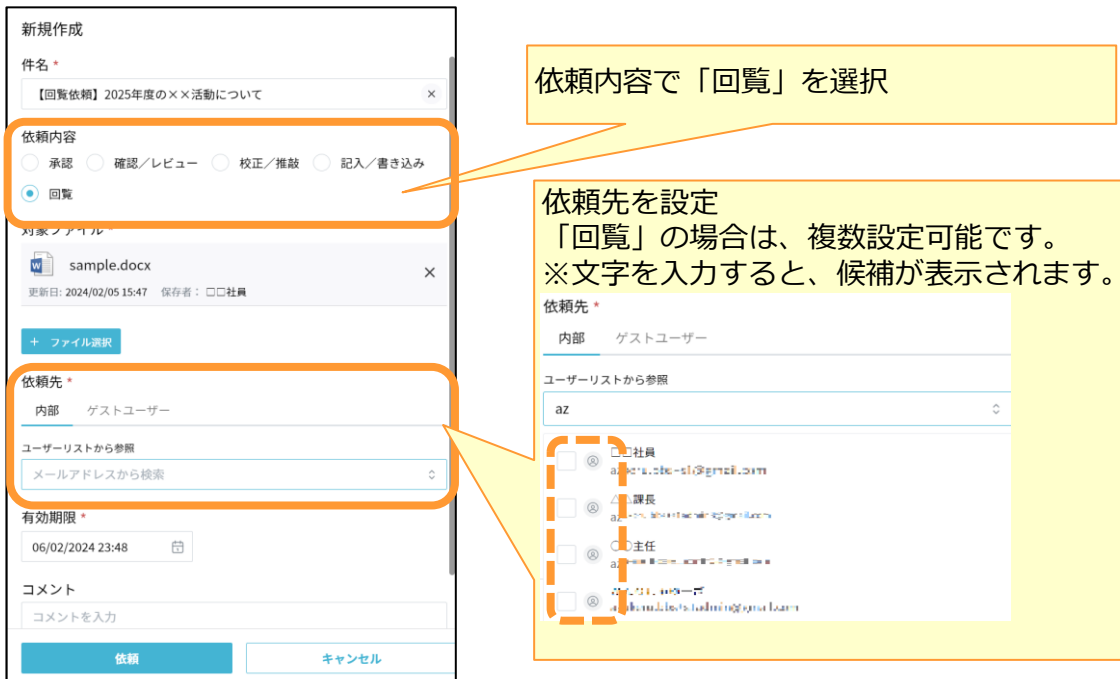 新規作成
件名 *
【回覧依頼】2025年度の××活動について
依頼内容
承認 確認／レビュー 校正／推敲 記入／書き込み
回覧
対象ファイル *
sample.docx
更新日: 2024/02/05 15:47 保存者： □□社員
+ ファイル選択
依頼先 *
内部 ゲストユーザー
ユーザーリストから参照
メールアドレスから検索
有効期限 *
06/02/2024 23:48
コメント
コメントを入力
依頼 キャンセル
依頼内容で「回覧」を選択
依頼先を設定
「回覧」の場合は、複数設定可能です。
※文字を入力すると、候補が表示されます。
依頼先 *
内部 ゲストユーザー
ユーザーリストから参照
az
□□社員
△△課長
○○主任